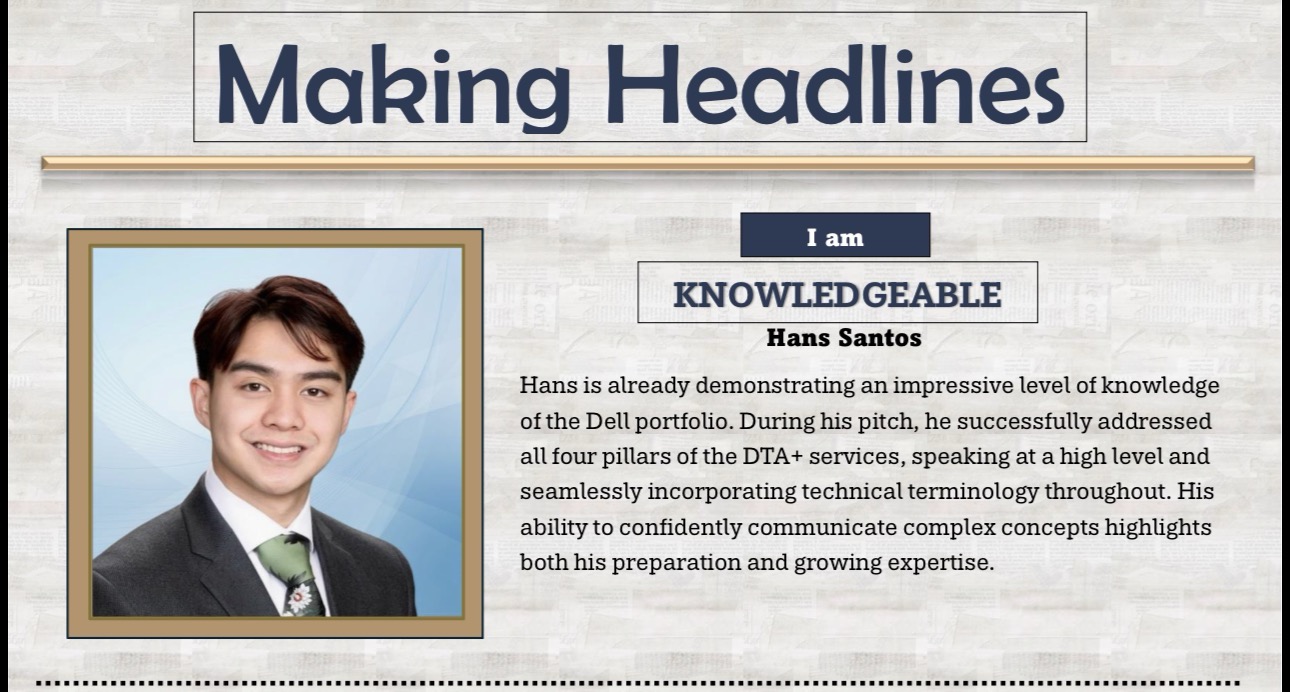 Making Headlines
I am
KNOWLEDGEABLE
Hans Santos
Hans is already demonstrating an impressive level of knowledge
of the Dell portfolio. During his pitch, he successfully addressed
all four pillars of the DTA+ services, speaking at a high level and
seamlessly incorporating technical terminology throughout. His
ability to confidently communicate complex concepts highlights
both his preparation and growing expertise.